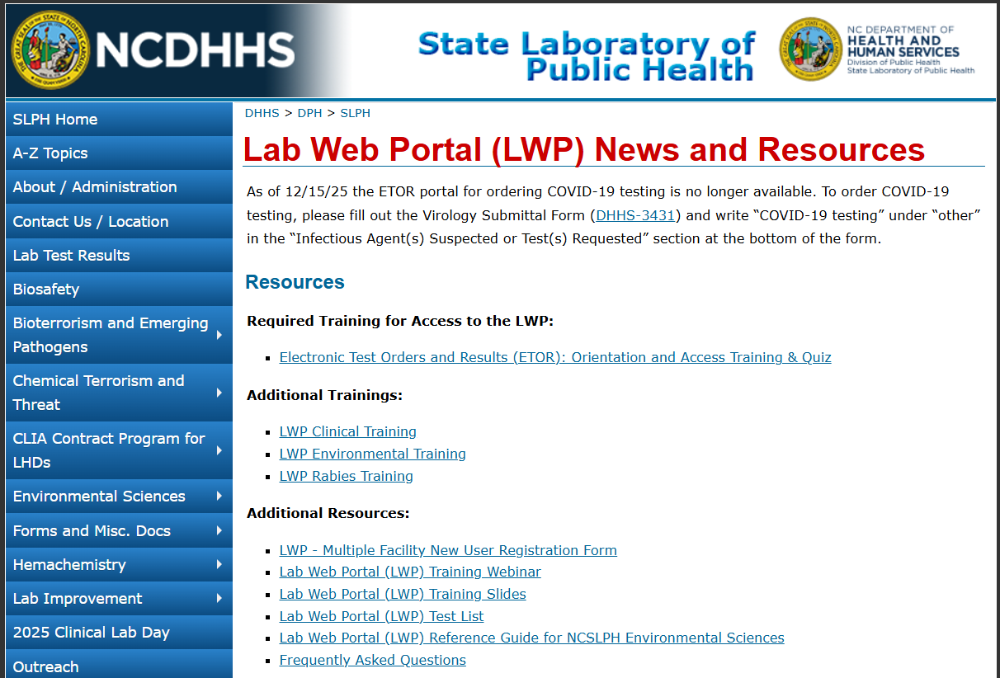 NCDHHS
State Laboratory of
Public Health
NC DEPARTMENT OF
HEALTH AND
HUMAN SERVICES
Division of Public Health
State Laboratory of Public Health
SLPH Home
A-Z Topics
About / Administration
Contact Us / Location
Lab Test Results
Biosafety
Bioterrorism and Emerging
Pathogens
Chemical Terrorism and
Threat
CLIA Contract Program for
LHDs
Environmental Sciences
Forms and Misc. Docs
Hemachemistry
Lab Improvement
2025 Clinical Lab Day
Outreach
DHHS > DPH > SLPH
Lab Web Portal (LWP) News and Resources
As of 12/15/25 the ETOR portal for ordering COVID-19 testing is no longer available. To order COVID-19
testing, please fill out the Virology Submittal Form (DHHS-3431) and write “COVID-19 testing” under “other”
in the “Infectious Agent(s) Suspected or Test(s) Requested” section at the bottom of the form.
Resources
Required Training for Access to the LWP:
Electronic Test Orders and Results (ETOR): Orientation and Access Training & Quiz
Additional Trainings:
LWP Clinical Training
LWP Environmental Training
LWP Rabies Training
Additional Resources:
LWP - Multiple Facility New User Registration Form
Lab Web Portal (LWP) Training Webinar
Lab Web Portal (LWP) Training Slides
Lab Web Portal (LWP) Test List
Lab Web Portal (LWP) Reference Guide for NCSLPH Environmental Sciences
Frequently Asked Questions